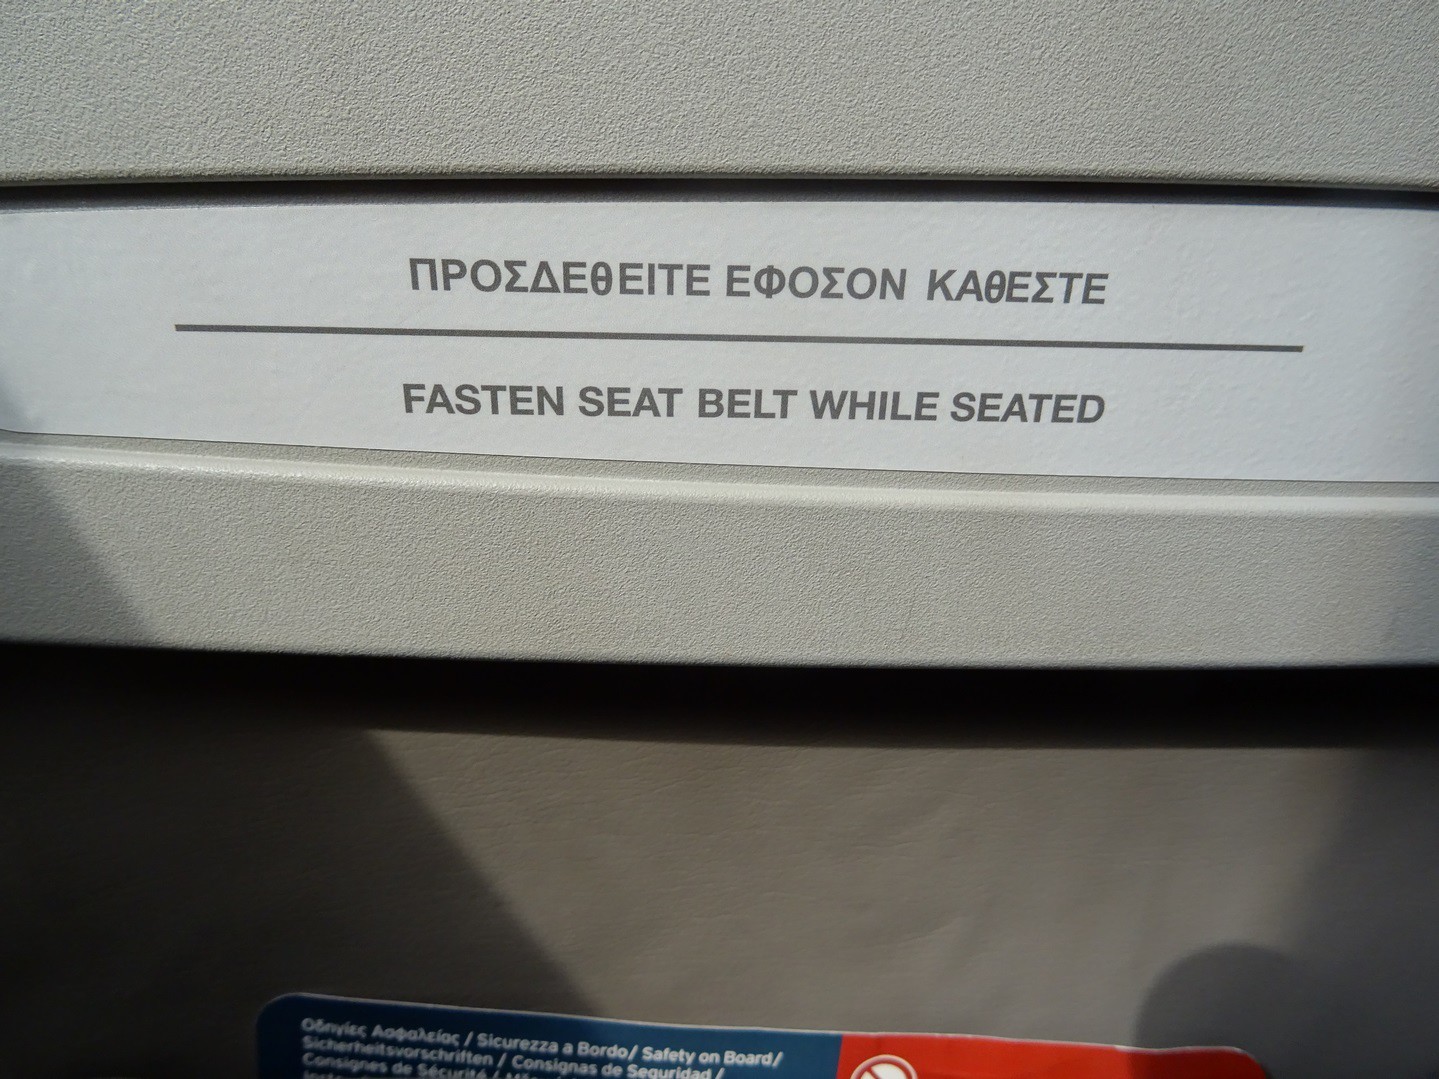 ΠΡΟΣΔΕΘΕΙΤΕ ΕΦΟΣΟΝ ΚΑΘΕΣΤΕ
FASTEN SEAT BELT WHILE SEATED
Οδηγίες Ασφαλείας / Sicurezza a Bordo/ Safety on Board/
Sicherheitsvorschriften / Consignas de Seguridad /
Consignes de Sécurité /